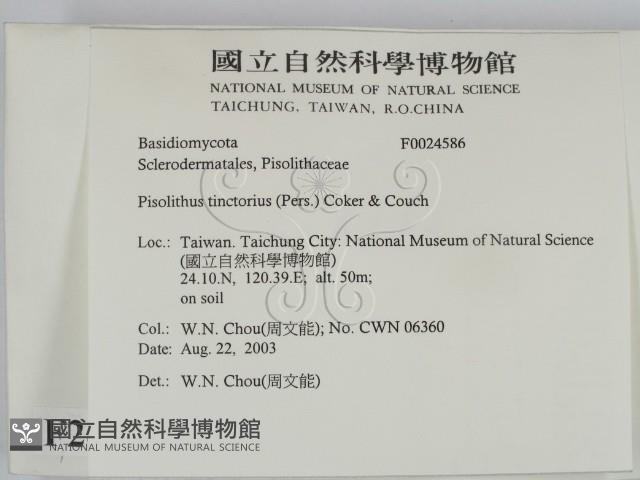 國立自然科學博物館
NATIONAL MUSEUM OF NATURAL SCIENCE
TAICHUNG, TAIWAN, R.O.CHINA
Basidiomycota F0024586
Sclerodermatales, Pisolithaceae
Pisolithus tinctorius (Pers.) Coker & Couch
Loc.: Taiwan. Taichung City: National Museum of Natural Science
(國立自然科學博物館)
24.10.N, 120.39.E; alt. 50m;
on soil
Col.: W.N. Chou(周文能); No. CWN 06360
Date: Aug. 22, 2003
Det.: W.N. Chou(周文能)
國立自然科學博物館
NATIONAL MUSEUM OF NATURAL SCIENCE